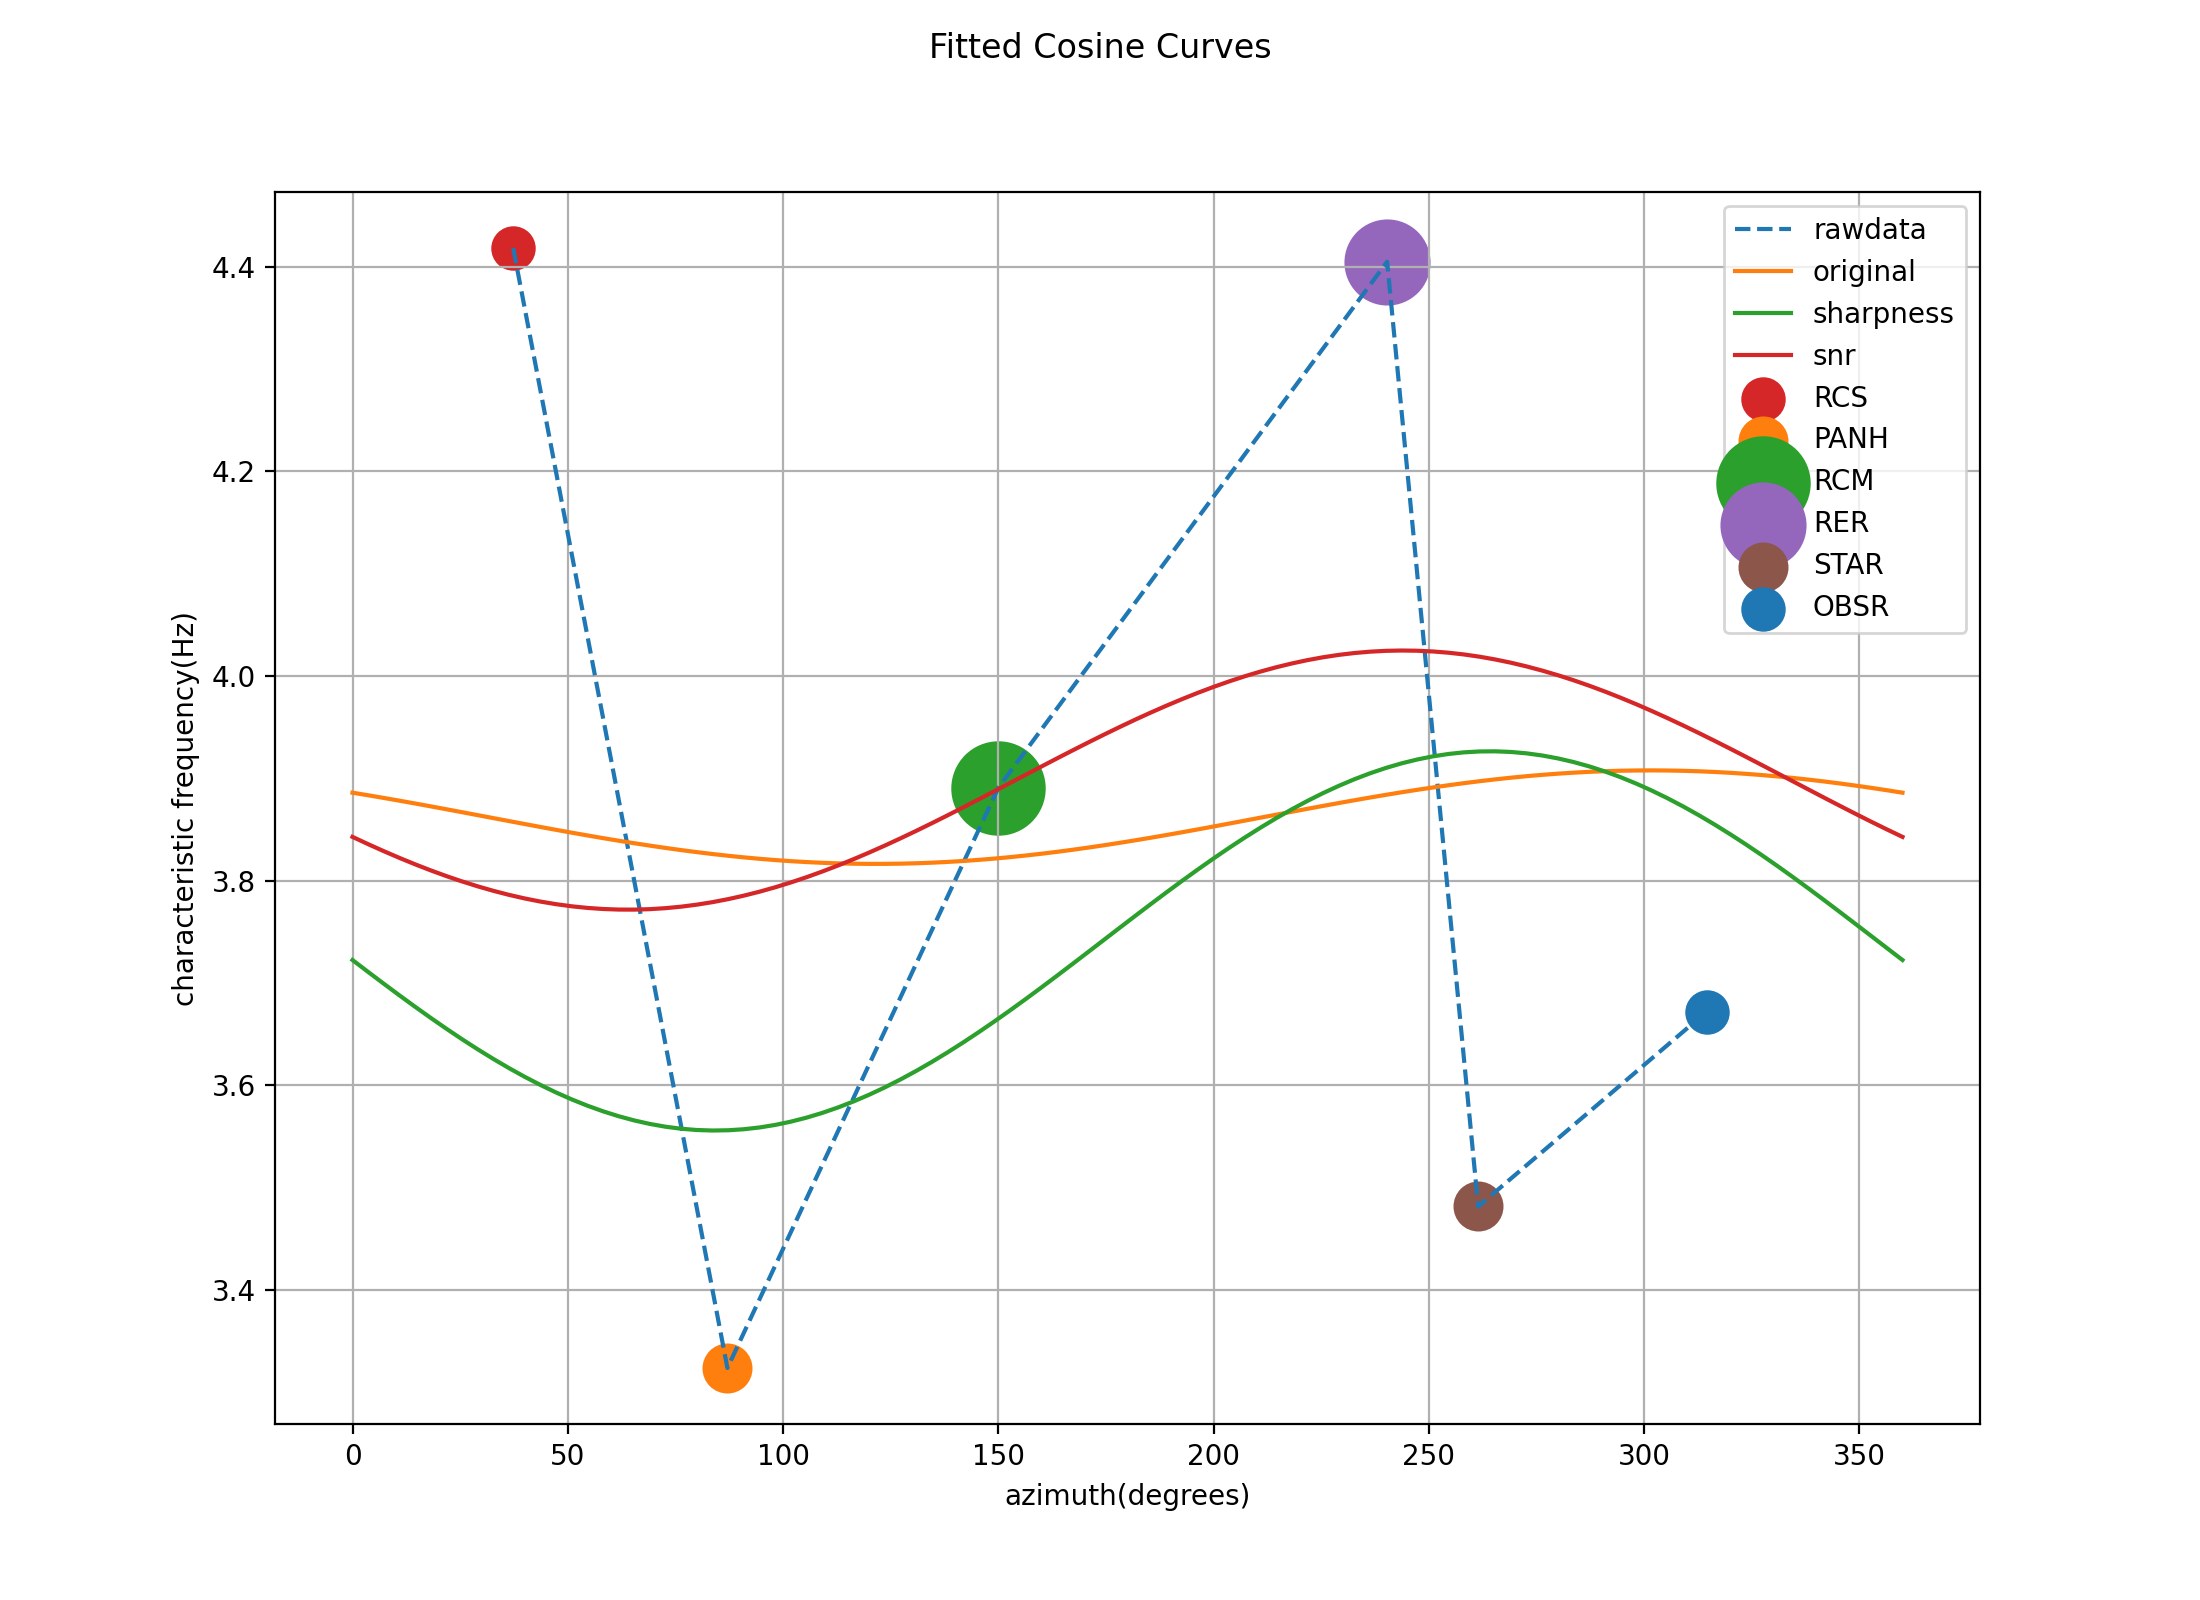 Fitted Cosine Curves
rawdata
original
sharpness
snr
RCS
PANH
RCM
RER
STAR
OBSR
characteristic frequency(Hz)
4.4
4.2
4.0
3.8
3.6
3.4
0 50 100 150 200 250 300 350
azimuth(degrees)